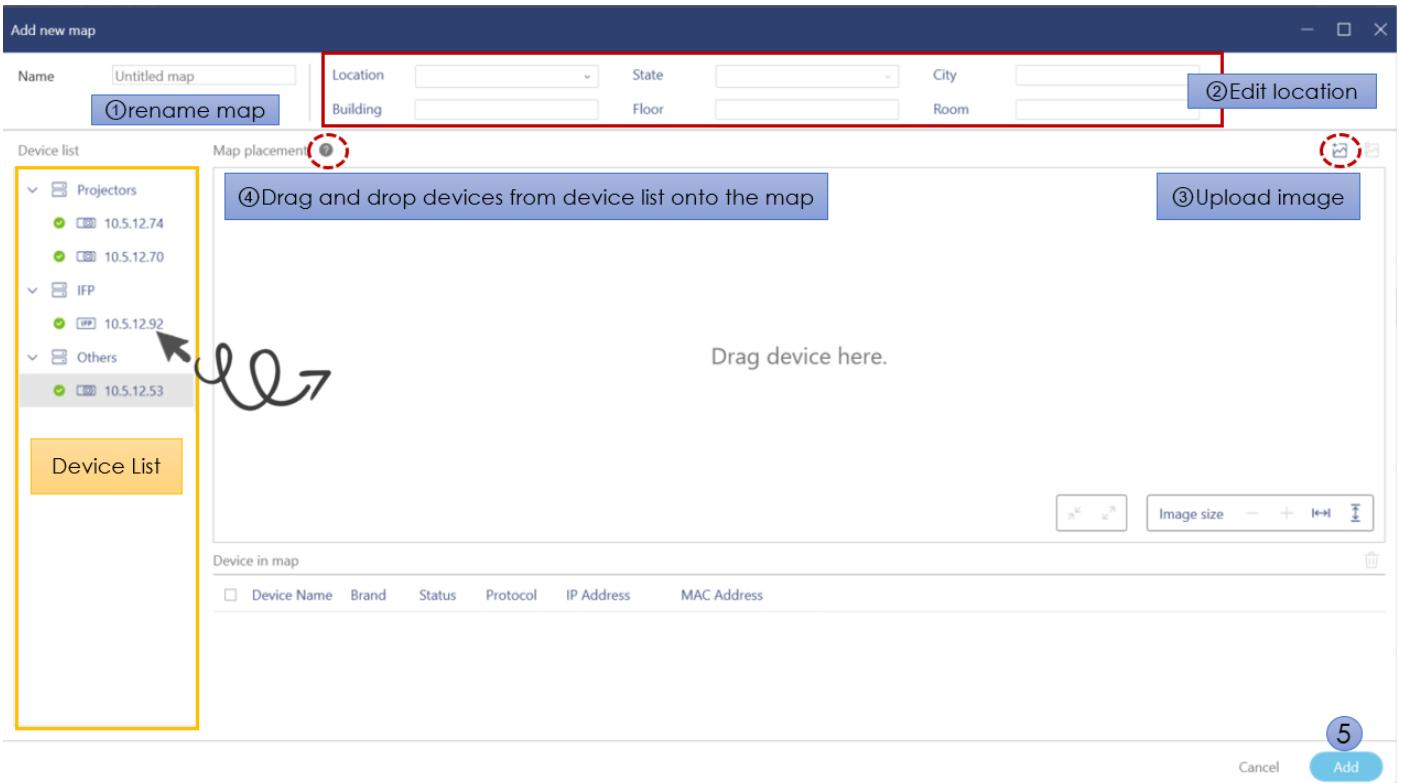 Add new map
Name Untitled map Location State City
①rename map Building Floor Room ②Edit location
Device list Map placement ?
Projectors
④Drag and drop devices from device list onto the map ③Upload image
10.5.12.74
10.5.12.70
IFP
IFP 10.5.12.92
Others
Drag device here.
10.5.12.53
Device List
Image size
Device in map
Device Name Brand Status Protocol IP Address MAC Address
5
Cancel Add